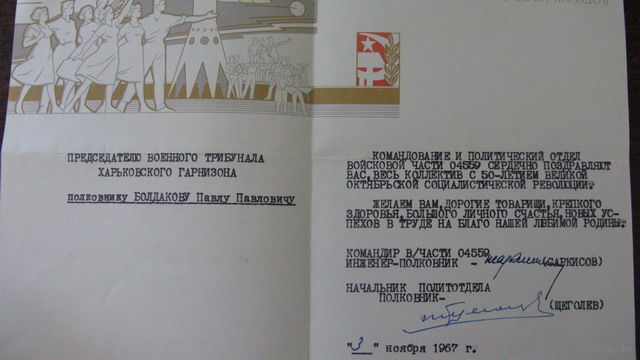 ПРЕДСЕДАТЕЛЮ ВОЕННОГО ТРИБУНАЛА
ХАРЬКОВСКОГО ГАРНИЗОНА
полковнику БОЛДАКОВУ Павлу Павловичу
КОМАНДОВАНИЕ И ПОЛИТИЧЕСКИЙ ОТДЕЛ
ВОЙСКОВОЙ ЧАСТИ 04559 СЕРДЕЧНО ПОЗДРАВЛЯЮТ
ВАС, ВЕСЬ КОЛЛЕКТИВ С 50-ЛЕТИЕМ ВЕЛИКОЙ
ОКТЯБРЬСКОЙ СОЦИАЛИСТИЧЕСКОЙ РЕВОЛЮЦИИ.
ЖЕЛАЕМ ВАМ, ДОРОГИЕ ТОВАРИЩИ, КРЕПКОГО
ЗДОРОВЬЯ, БОЛЬШОГО ЛИЧНОГО СЧАСТЬЯ, НОВЫХ УС-
ПЕХОВ В ТРУДЕ НА БЛАГО НАШЕЙ ЛЮБИМОЙ РОДИНЫ.
КОМАНДИР В/ЧАСТИ 04559
ИНЖЕНЕР-ПОЛКОВНИК - (САРКИСОВ)
НАЧАЛЬНИК ПОЛИТОТДЕЛА
ПОЛКОВНИК- (ЩЕГОЛЕВ)
"3" ноября 1967 г.